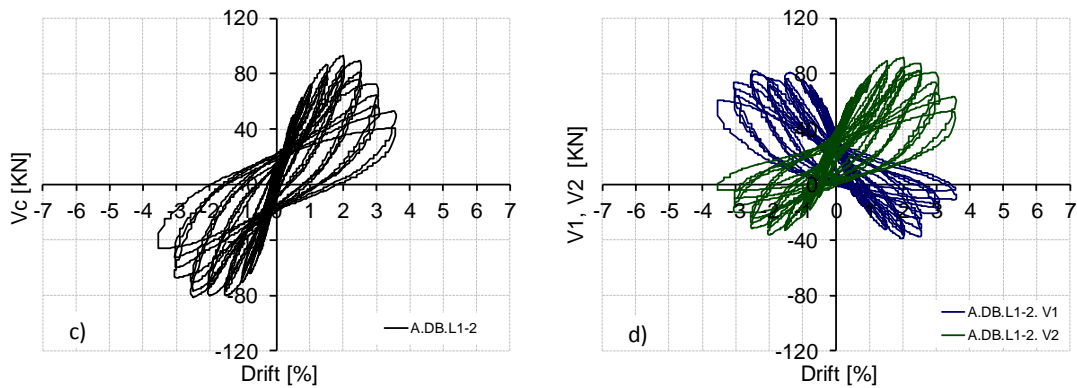 120
80
40
0
-40
-80
-120
-7 -6 -5 -4 -3 -2 -1 0 1 2 3 4 5 6 7
Vc [KN]
Drift [%]
c)
A.DB.L1-2
120
80
40
0
-40
-80
-120
-7 -6 -5 -4 -3 -2 -1 0 1 2 3 4 5 6 7
V1, V2 [KN]
Drift [%]
d)
A.DB.L1-2. V1
A.DB.L1-2. V2